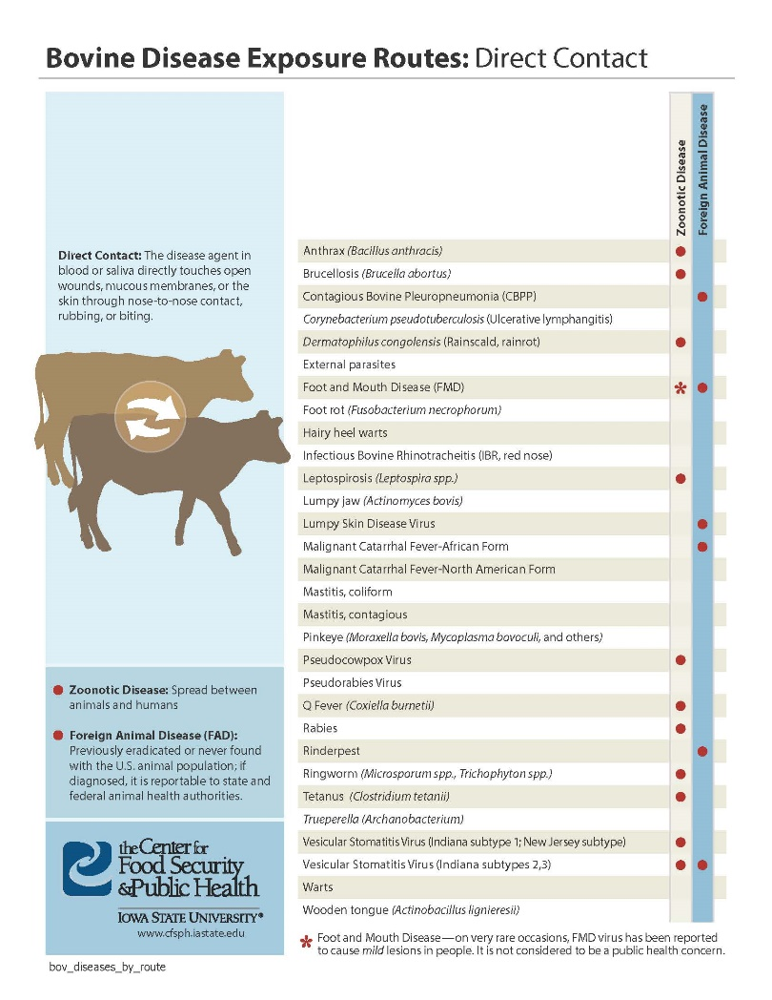 Bovine Disease Exposure Routes: Direct Contact
Zoonotic Disease
Foreign Animal Disease
Direct Contact: The disease agent in
blood or saliva directly touches open
wounds, mucous membranes, or the
skin through nose-to-nose contact,
rubbing, or biting.
Anthrax (Bacillus anthracis)
Brucellosis (Brucella abortus)
Contagious Bovine Pleuropneumonia (CBPP)
Corynebacterium pseudotuberculosis (Ulcerative lymphangitis)
Dermatophilus congolensis (Rainscald, rainrot)
External parasites
Foot and Mouth Disease (FMD) *
Foot rot (Fusobacterium necrophorum)
Hairy heel warts
Infectious Bovine Rhinotracheitis (IBR, red nose)
Leptospirosis (Leptospira spp.)
Lumpy jaw (Actinomyces bovis)
Lumpy Skin Disease Virus
Malignant Catarrhal Fever-African Form
Malignant Catarrhal Fever-North American Form
Mastitis, coliform
Mastitis, contagious
Pinkeye (Moraxella bovis, Mycoplasma bovoculi, and others)
Pseudocowpox Virus
Pseudorabies Virus
Q Fever (Coxiella burnetii)
Rabies
Rinderpest
Ringworm (Microsporum spp., Trichophyton spp.)
Tetanus (Clostridium tetanii)
Trueperella (Archanobacterium)
Vesicular Stomatitis Virus (Indiana subtype 1; New Jersey subtype)
Vesicular Stomatitis Virus (Indiana subtypes 2,3)
Warts
Wooden tongue (Actinobacillus lignieresii)
* Foot and Mouth Disease—on very rare occasions, FMD virus has been reported
to cause mild lesions in people. It is not considered to be a public health concern.
Zoonotic Disease: Spread between
animals and humans
Foreign Animal Disease (FAD):
Previously eradicated or never found
with the U.S. animal population; if
diagnosed, it is reportable to state and
federal animal health authorities.
the Center for
Food Security
&Public Health
IOWA STATE UNIVERSITY®
www.cfsph.iastate.edu
bov_diseases_by_route